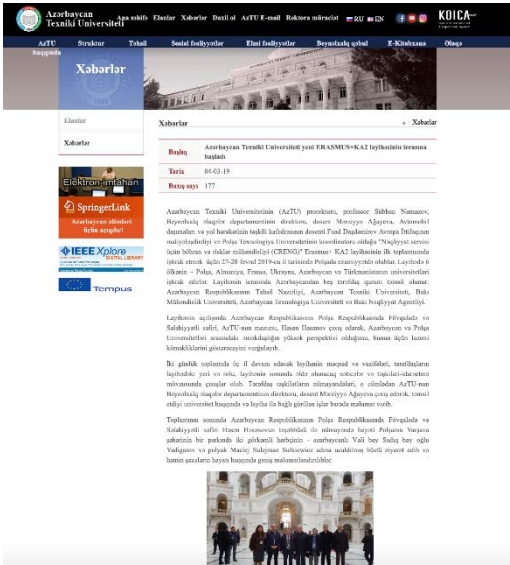 Azərbaycan
Texniki Universiteti
Ana səhifə Elanlar Xəbərlər Daxil ol AzTU E-mail Rektora müraciət RU EN
KOICA
AzTU haqqında Struktur Təhsil Sosial fəaliyyətlər Elmi fəaliyyətlər Beynəlxalq qəbul E-Kitabxana Əlaqə
Xəbərlər
Elanlar
Xəbərlər
Xəbərlər
Xəbərlər
Elektron imtahan
SpringerLink
Azərbaycan alimləri
üçün açıqdır!
IEEE Xplore
DIGITAL LIBRARY
Tempus
Başlıq Azərbaycan Texniki Universiteti yeni ERASMUS+KA2 layihəsinin icrasına
başladı
Tarix 04-03-19
Baxış sayı 177
Azərbaycan Texniki Universitetinin (AzTU) prorektoru, professor Sübhan Namazov,
Beynəlxalq əlaqələr departamentinin direktoru, dosent Mərziyyə Ağayeva, Avtomobil
daşımaları və yol hərəkətinin təşkili kafedrasının dosenti Fuad Daşdəmirov Avropa İttifaqının
maliyyələşdirdiyi və Polşa Texnologiya Universitetinin koordinatoru olduğu "Nəqliyyat servisi
üçün böhran və risklər mühəndisliyi (CRENG)" Erasmus+ KA2 layihəsinin ilk toplantısında
iştirak etmək üçün 27-28 fevral 2019-cu il tarixində Polşada ezamiyyətdə olublar. Layihədə 6
ölkənin – Polşa, Almaniya, Fransa, Ukrayna, Azərbaycan və Türkmənistanın universitetləri
iştirak edirlər. Layihənin icrasında Azərbaycandan beş tərəfdaş qurum təmsil olunur:
Azərbaycan Respublikasının Təhsil Nazirliyi, Azərbaycan Texniki Universiteti, Bakı
Mühəndislik Universiteti, Azərbaycan Texnologiya Universiteti və Bakı Nəqliyyat Agentliyi.
Layihənin açılışında Azərbaycan Respublikasının Polşa Respublikasında Fövqəladə və
Səlahiyyətli səfiri, AzTU-nun məzunu, Həsən Həsənov çıxış edərək, Azərbaycan və Polşa
Universitetləri arasındakı əməkdaşlığın yüksək perspektivi olduğunu, bunun üçün lazımi
köməkliklərini göstərəcəyini vurğulayıb.
İki günlük toplantıda üç il davam edəcək layihənin məqsəd və vəzifələri, tərəfdaşların
layihədəki yeri və rolu, layihənin sonunda əldə olunacaq nəticələr və təşkilati-idarəetmə
mövzusunda çıxışlar olub. Tərəfdaş təşkilatların nümayəndələri, o cümlədən AzTU-nun
Beynəlxalq əlaqələr departamentinin direktoru, dosent Mərziyyə Ağayeva çıxış edərək, təmsil
etdiyi universitet haqqında və layihə ilə bağlı görülən işlər barədə məlumat verib.
Toplantının sonunda Azərbaycan Respublikasının Polşa Respublikasında Fövqəladə və
Səlahiyyətli səfiri Həsən Həsənovun təşəbbüsü ilə nümayəndə heyəti Polşanın Varşava
şəhərinin bir parkında iki görkəmli hərbçinin - azərbaycanlı Vəli bəy Sadıq bəy oğlu
Yadigarov və polyak Maciej Sulejman Sulkiewicz adına ucaldılmış büstü ziyarət edib və
həmin şəxslərin həyatı haqqında geniş məlumatlandırılıblar.